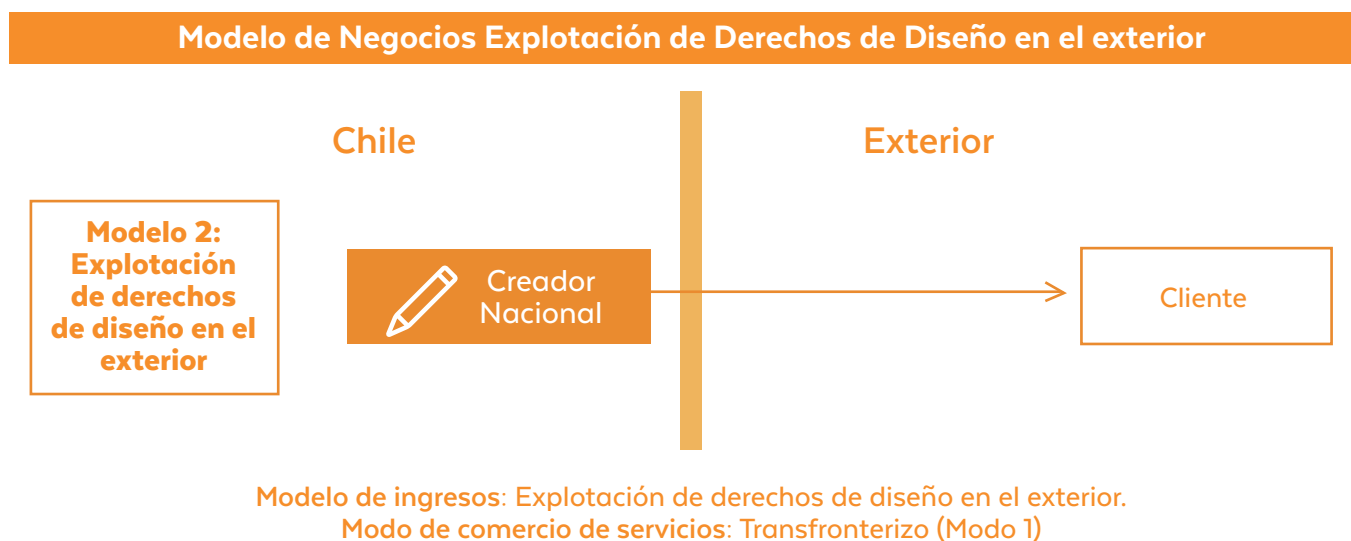 Modelo de Negocios Explotación de Derechos de Diseño en el exterior
Chile
Exterior
Modelo 2:
Explotación
de derechos
de diseño en el
exterior
Creador
Nacional
Cliente
Modelo de ingresos: Explotación de derechos de diseño en el exterior.
Modo de comercio de servicios: Transfronterizo (Modo 1)